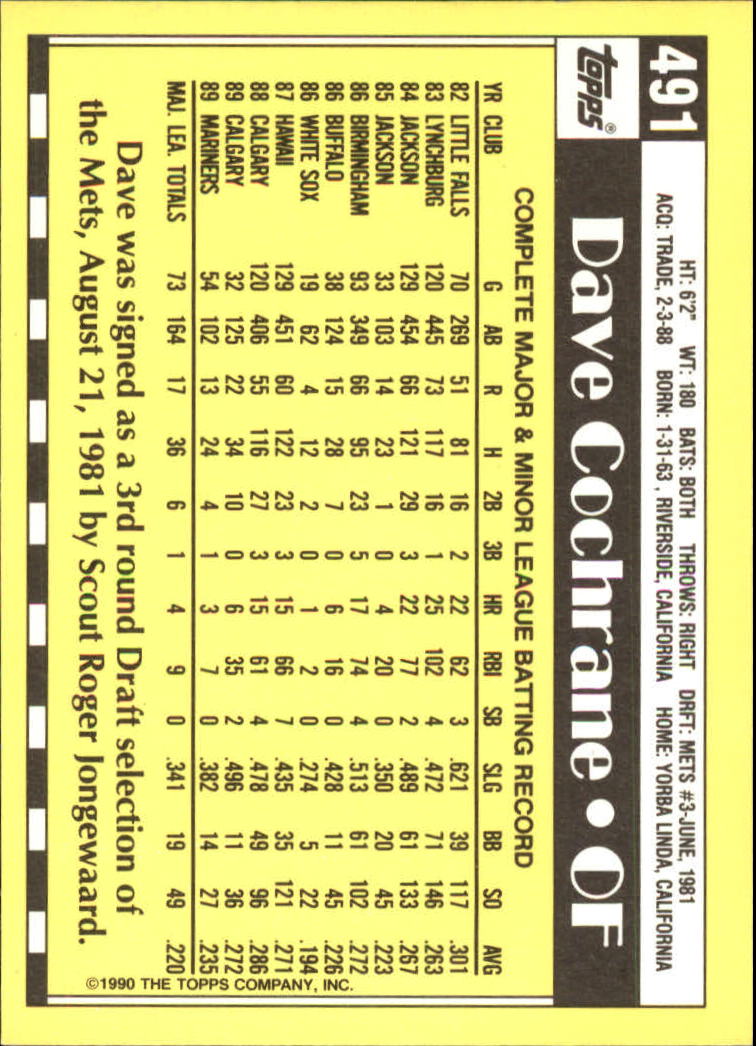 491
HT: 6'2" WT: 180 BATS: BOTH THROWS: RIGHT DRFT: METS #3-JUNE, 1981
ACQ: TRADE, 2-3-88 BORN: 1-31-63, RIVERSIDE, CALIFORNIA HOME: YORBA LINDA, CALIFORNIA
TOPPS®
Dave Cochrane • OF
COMPLETE MAJOR & MINOR LEAGUE BATTING RECORD
YR CLUB G AB R H 2B 3B HR RBI SB SLG BB SO AVG
82 LITTLE FALLS 70 269 51 81 16 2 22 62 3 .621 39 117 .301
83 LYNCHBURG 120 445 73 117 16 1 25 102 4 .472 71 146 .263
84 JACKSON 129 454 66 121 29 3 22 77 2 .489 61 133 .267
85 JACKSON 33 103 14 23 1 0 4 20 0 .350 20 45 .223
86 BIRMINGHAM 93 349 66 95 23 5 17 74 4 .513 61 102 .272
86 BUFFALO 38 124 15 28 7 0 6 16 0 .428 11 45 .226
86 WHITE SOX 19 62 4 12 2 0 1 2 0 .274 5 22 .194
87 HAWAII 129 451 60 122 23 3 15 66 7 .435 35 121 .271
88 CALGARY 120 406 55 116 27 3 15 61 4 .478 49 96 .286
89 CALGARY 32 125 22 34 10 0 6 35 2 .496 11 36 .272
89 MARINERS 54 102 13 24 4 1 3 7 0 .382 14 27 .235
MAJ. LEA. TOTALS 73 164 17 36 6 1 4 9 0 .341 19 49 .220
Dave was signed as a 3rd round Draft selection of
the Mets, August 21, 1981 by Scout Roger Jongewaard.
©1990 THE TOPPS COMPANY, INC.